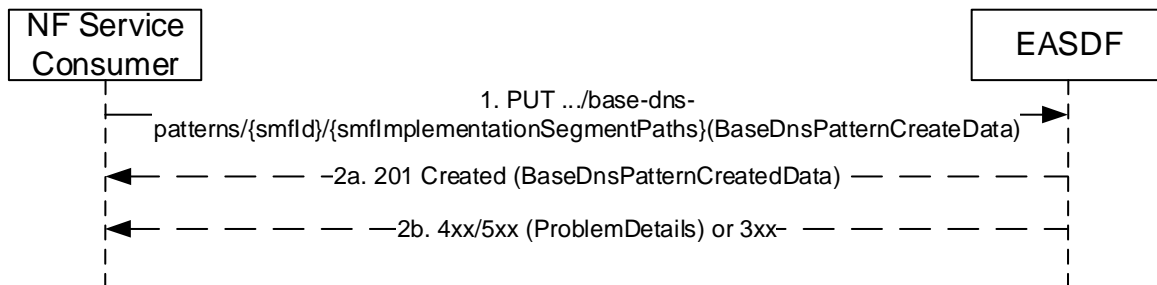 NF Service
Consumer
EASDF
1. PUT .../base-dns-
patterns/{smfId}/{smfImplementationSegmentPaths}(BaseDnsPatternCreateData)
2a. 201 Created (BaseDnsPatternCreatedData)
2b. 4xx/5xx (ProblemDetails) or 3xx